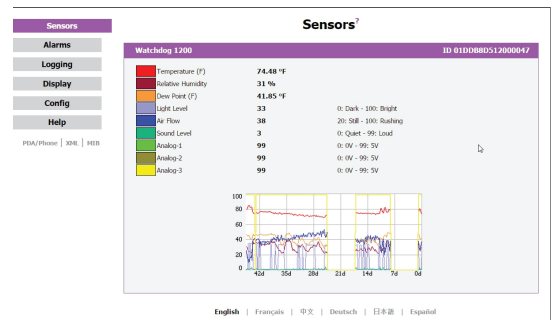 Sensors?
Sensors
Alarms
Logging
Display
Config
Help
PDA/Phone | XML | MIB
Watchdog 1200 ID 01DDB8D512000047
Temperature (F) 74.48 °F
Relative Humidity 31 %
Dew Point (F) 41.85 °F
Light Level 33 0: Dark - 100: Bright
Air Flow 38 20: Still - 100: Rushing
Sound Level 3 0: Quiet - 99: Loud
Analog-1 99 0: 0V - 99: 5V
Analog-2 99 0: 0V - 99: 5V
Analog-3 99 0: 0V - 99: 5V
100
80
60
40
20
0
42d 35d 28d 21d 14d 7d 0d
English | Français | 中文 | Deutsch | 日本語 | Español